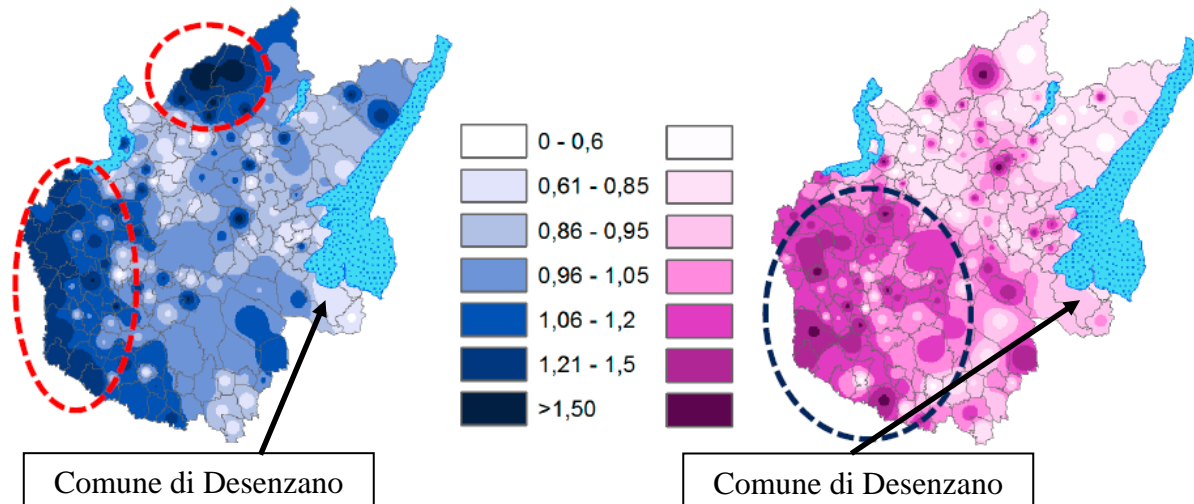 0 - 0,6
0,61 - 0,85
0,86 - 0,95
0,96 - 1,05
1,06 - 1,2
1,21 - 1,5
>1,50
Comune di Desenzano
Comune di Desenzano